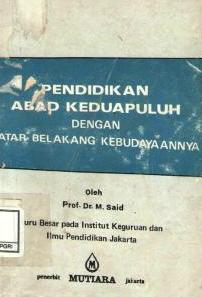 PENDIDIKAN
ABAD KEDUAPULUH
DENGAN
ATAR BELAKANG KEBUDAYAANNYA
Oleh
Prof. Dr. M. Said
uru Besar pada Institut Keguruan dan
Ilmu Pendidikan Jakarta
PGRI
penerbit MUTIARA jakarta